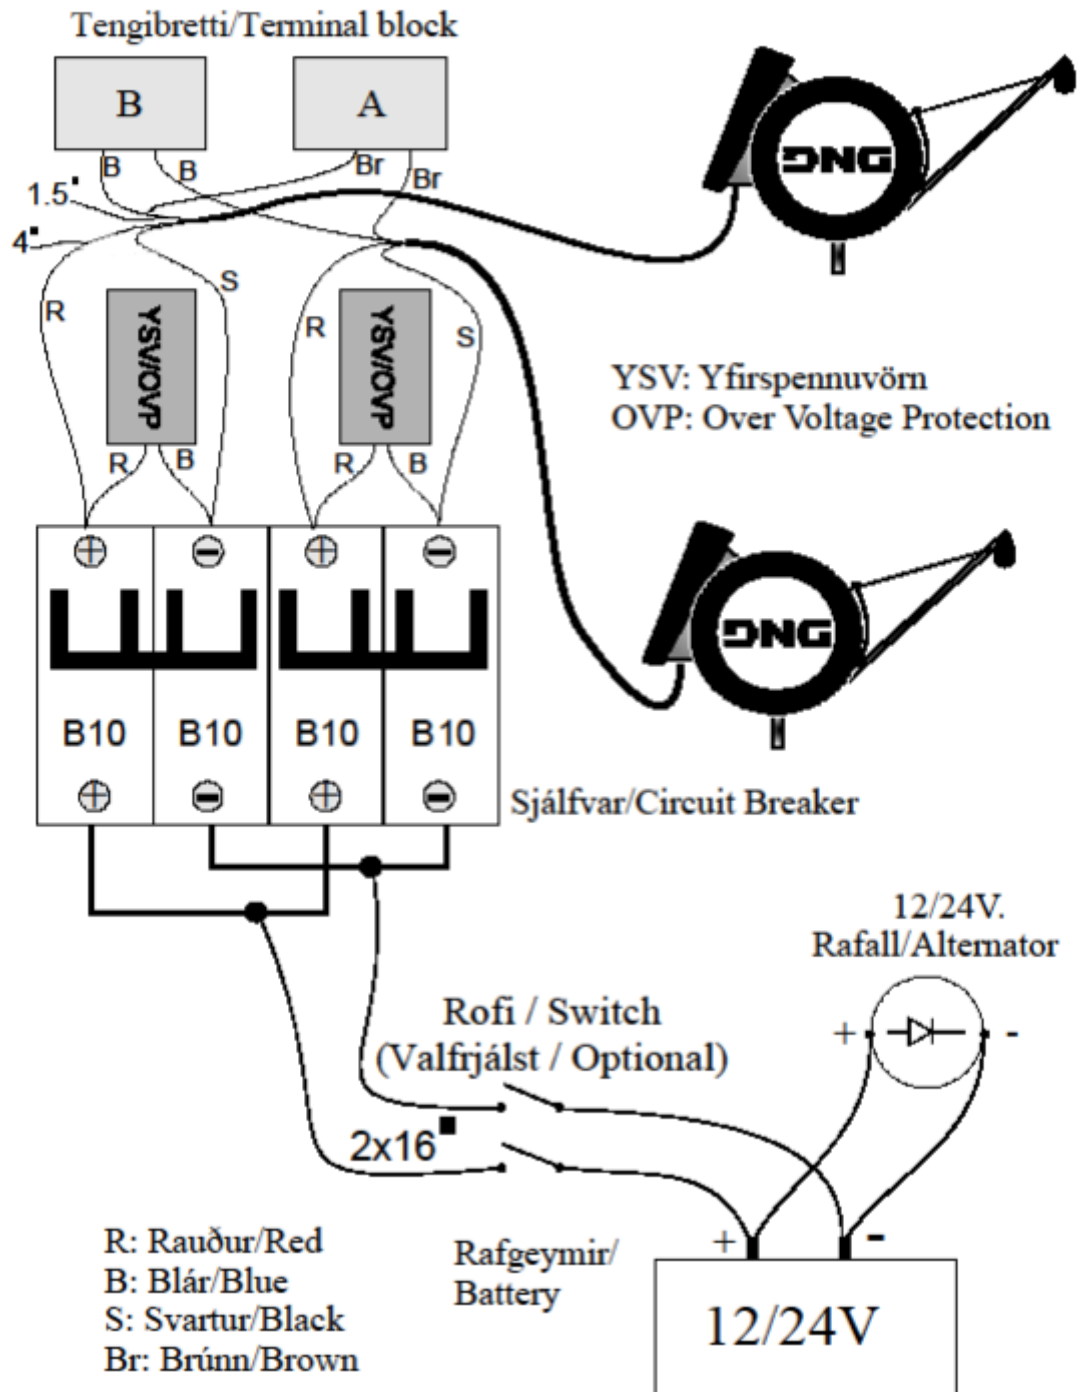 Tengibretti/Terminal block
B
A
B
B
Br
Br
1.5▪
4▪
DNG
R
S
R
S
YSV/OVP
YSV/OVP
YSV: Yfirspennuvörn
OVP: Over Voltage Protection
R
B
R
B
+
-
+
-
DNG
B10
B10
B10
B10
+
-
+
-
Sjálfvar/Circuit Breaker
12/24V.
Rafall/Alternator
Rofi / Switch
(Valfrjálst / Optional)
+
-
2x16▪
R: Rauður/Red
B: Blár/Blue
S: Svartur/Black
Br: Brúnn/Brown
Rafgeymir/
Battery
+
-
12/24V